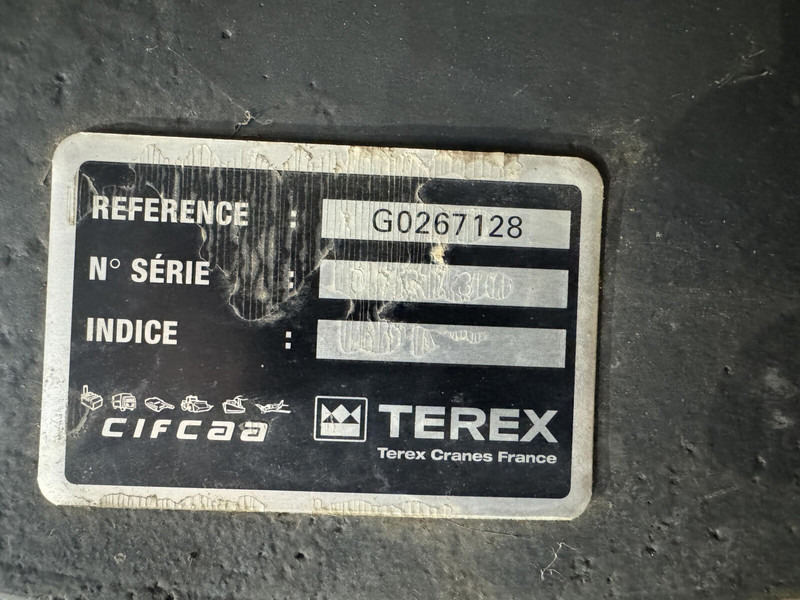 REFERENCE : G0267128
N° SÉRIE :
INDICE :
cifcaa
TEREX
Terex Cranes France